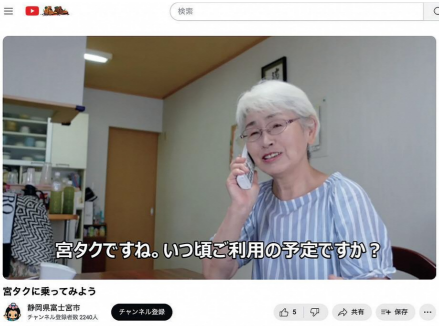 検索
宮タクですね。いつ頃ご利用の予定ですか？
宮タクに乗ってみよう
静岡県富士宮市
チャンネル登録者数 2240人
チャンネル登録
5
共有
保存